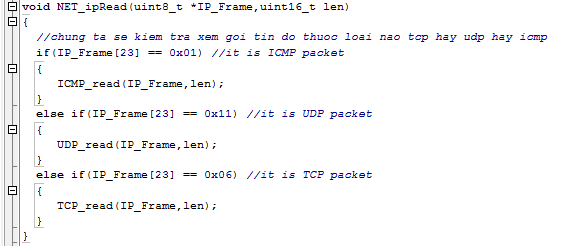 void NET_ipRead(uint8_t *IP_Frame,uint16_t len)
{
//chung ta se kiem tra xem goi tin do thuoc loai nao tcp hay udp hay icmp
if(IP_Frame[23] == 0x01) //it is ICMP packet
{
ICMP_read(IP_Frame,len);
}
else if(IP_Frame[23] == 0x11) //it is UDP packet
{
UDP_read(IP_Frame,len);
}
else if(IP_Frame[23] == 0x06) //it is TCP packet
{
TCP_read(IP_Frame,len);
}
}